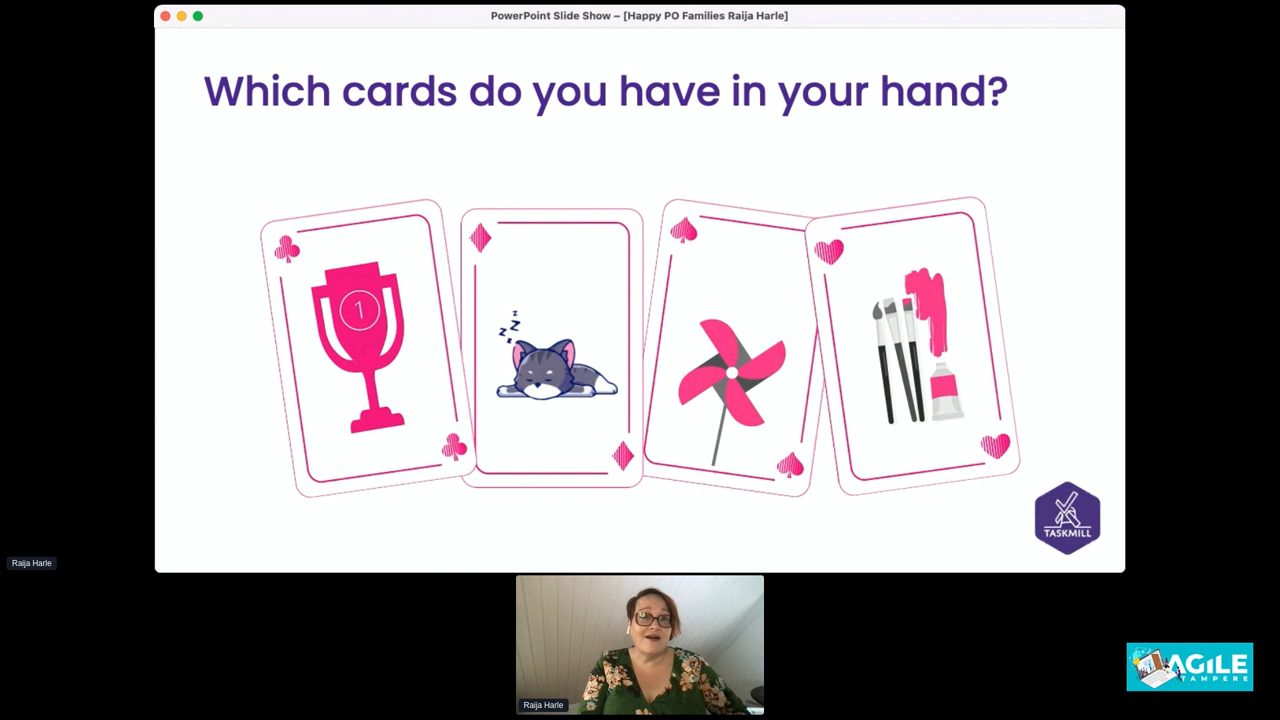 PowerPoint Slide Show – [Happy PO Families Raija Harle]
Which cards do you have in your hand?
1
z
Z
z
z
TASKMILL
Raija Harle
Raija Harle
AGILE
TAMPERE